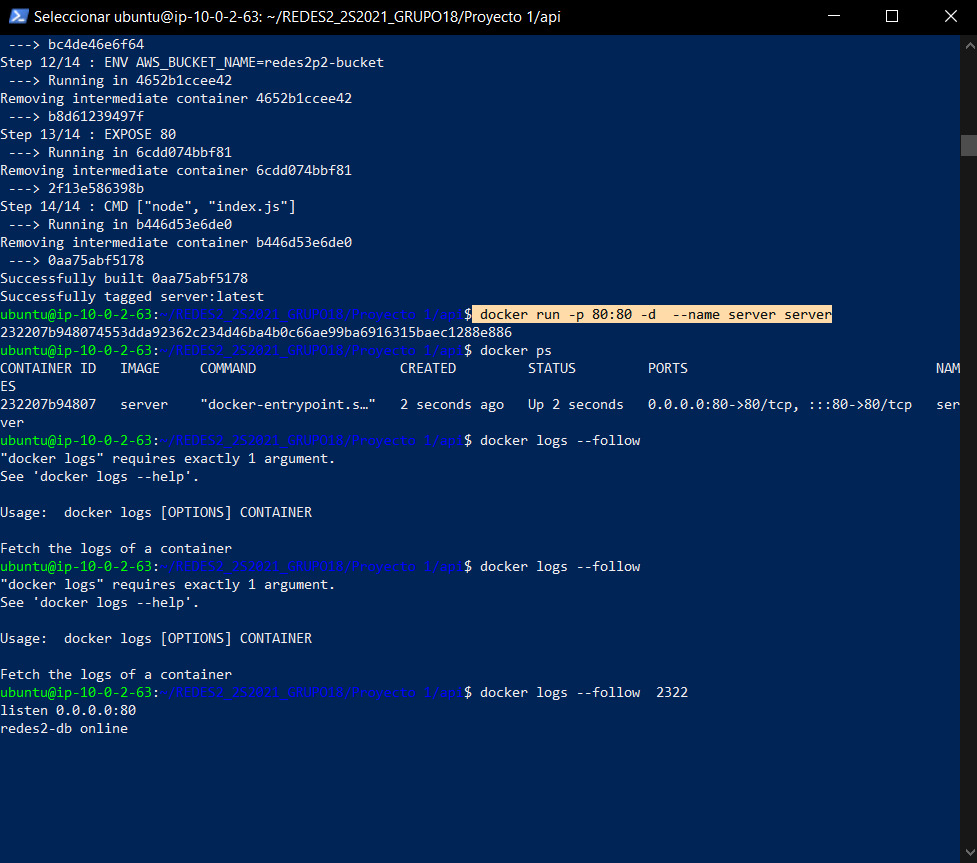 Seleccionar ubuntu@ip-10-0-2-63: ~/REDES2_2S2021_GRUPO18/Proyecto 1/api
---> bc4de46e6f64
Step 12/14 : ENV AWS_BUCKET_NAME=redes2p2-bucket
---> Running in 4652b1ccee42
Removing intermediate container 4652b1ccee42
---> b8d61239497f
Step 13/14 : EXPOSE 80
---> Running in 6cdd074bbf81
Removing intermediate container 6cdd074bbf81
---> 2f13e586398b
Step 14/14 : CMD ["node", "index.js"]
---> Running in b446d53e6de0
Removing intermediate container b446d53e6de0
---> 0aa75abf5178
Successfully built 0aa75abf5178
Successfully tagged server:latest
ubuntu@ip-10-0-2-63:~/REDES2_2S2021_GRUPO18/Proyecto 1/api$ docker run -p 80:80 -d  --name server server
232207b948074553dda92362c234d46ba4b0c66ae99ba6916315baec1288e886
ubuntu@ip-10-0-2-63:~/REDES2_2S2021_GRUPO18/Proyecto 1/api$ docker ps
CONTAINER ID   IMAGE     COMMAND                  CREATED         STATUS         PORTS                               NAM
ES
232207b94807   server    "docker-entrypoint.s…"   2 seconds ago   Up 2 seconds   0.0.0.0:80->80/tcp, :::80->80/tcp   ser
ver
ubuntu@ip-10-0-2-63:~/REDES2_2S2021_GRUPO18/Proyecto 1/api$ docker logs --follow
"docker logs" requires exactly 1 argument.
See 'docker logs --help'.
Usage:  docker logs [OPTIONS] CONTAINER
Fetch the logs of a container
ubuntu@ip-10-0-2-63:~/REDES2_2S2021_GRUPO18/Proyecto 1/api$ docker logs --follow
"docker logs" requires exactly 1 argument.
See 'docker logs --help'.
Usage:  docker logs [OPTIONS] CONTAINER
Fetch the logs of a container
ubuntu@ip-10-0-2-63:~/REDES2_2S2021_GRUPO18/Proyecto 1/api$ docker logs --follow  2322
listen 0.0.0.0:80
redes2-db online